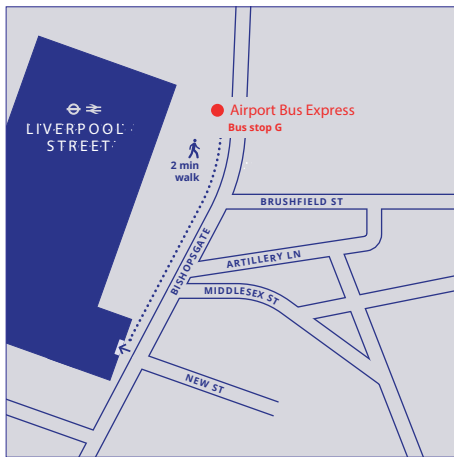 LIVERPOOL
STREET
Airport Bus Express
Bus stop G
2 min
walk
BRUSHFIELD ST
BISHOPSGATE
ARTILLERY LN
MIDDLESEX ST
NEW ST